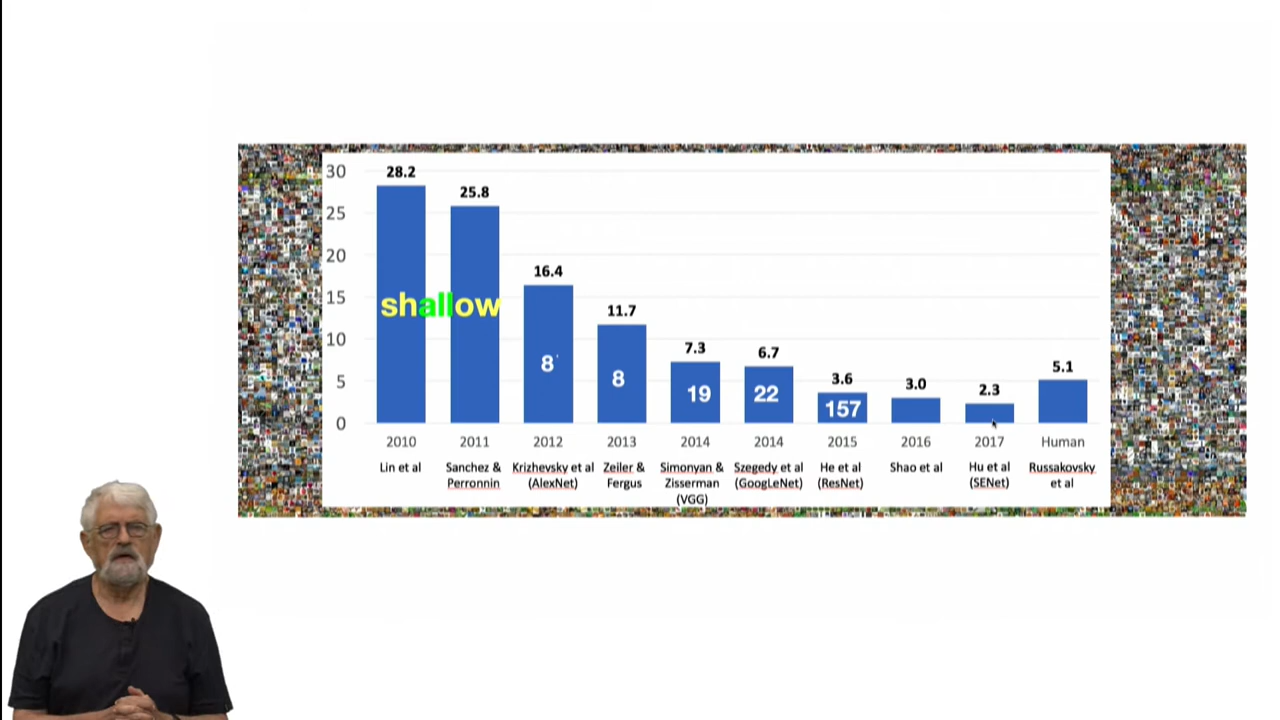 30
25
20
15
10
5
0
28.2
25.8
16.4
11.7
7.3
6.7
3.6
3.0
2.3
5.1
shallow
8
8
19
22
157
2010
2011
2012
2013
2014
2014
2015
2016
2017
Human
Lin et al
Sanchez &
Perronnin
Krizhevsky et al
(AlexNet)
Zeiler &
Fergus
Simonyan &
Zisserman
(VGG)
Szegedy et al
(GoogLeNet)
He et al
(ResNet)
Shao et al
Hu et al
(SENet)
Russakovsky
et al